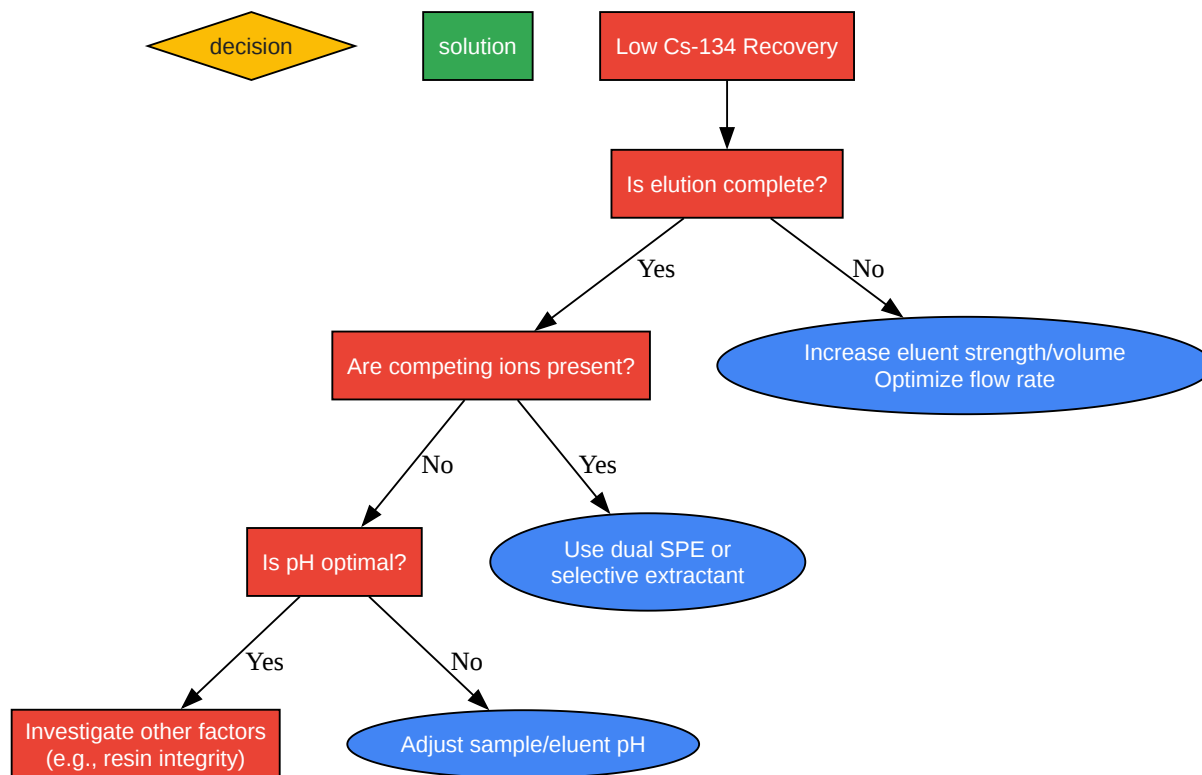 decision
solution
Low Cs-134 Recovery
Is elution complete?
Yes
No
Are competing ions present?
Increase eluent strength/volume
Optimize flow rate
No
Yes
Is pH optimal?
Use dual SPE or
selective extractant
Yes
No
Investigate other factors
(e.g., resin integrity)
Adjust sample/eluent pH